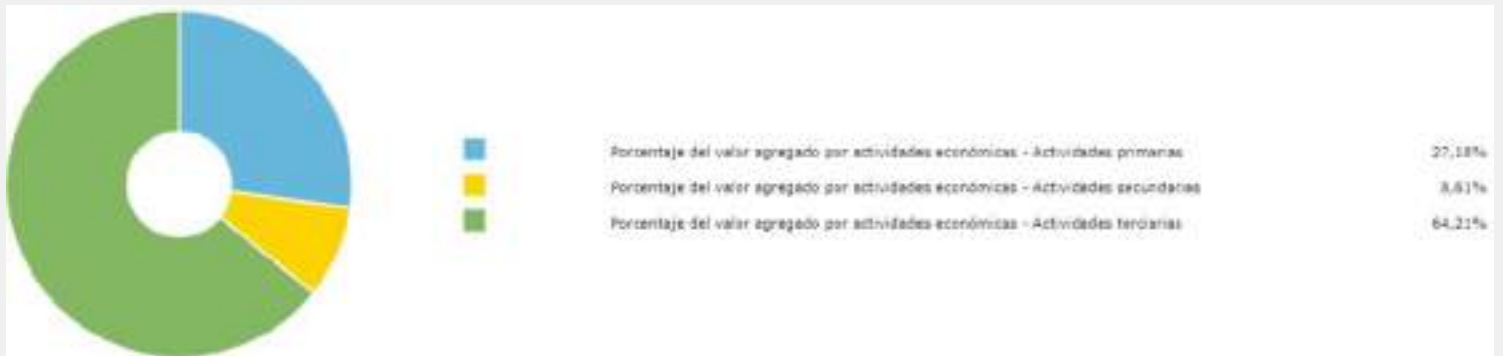 Porcentaje del valor agregado por actividades económicas - Actividades primarias 27,18%
Porcentaje del valor agregado por actividades económicas - Actividades secundarias 8,61%
Porcentaje del valor agregado por actividades económicas - Actividades terciarias 64,21%